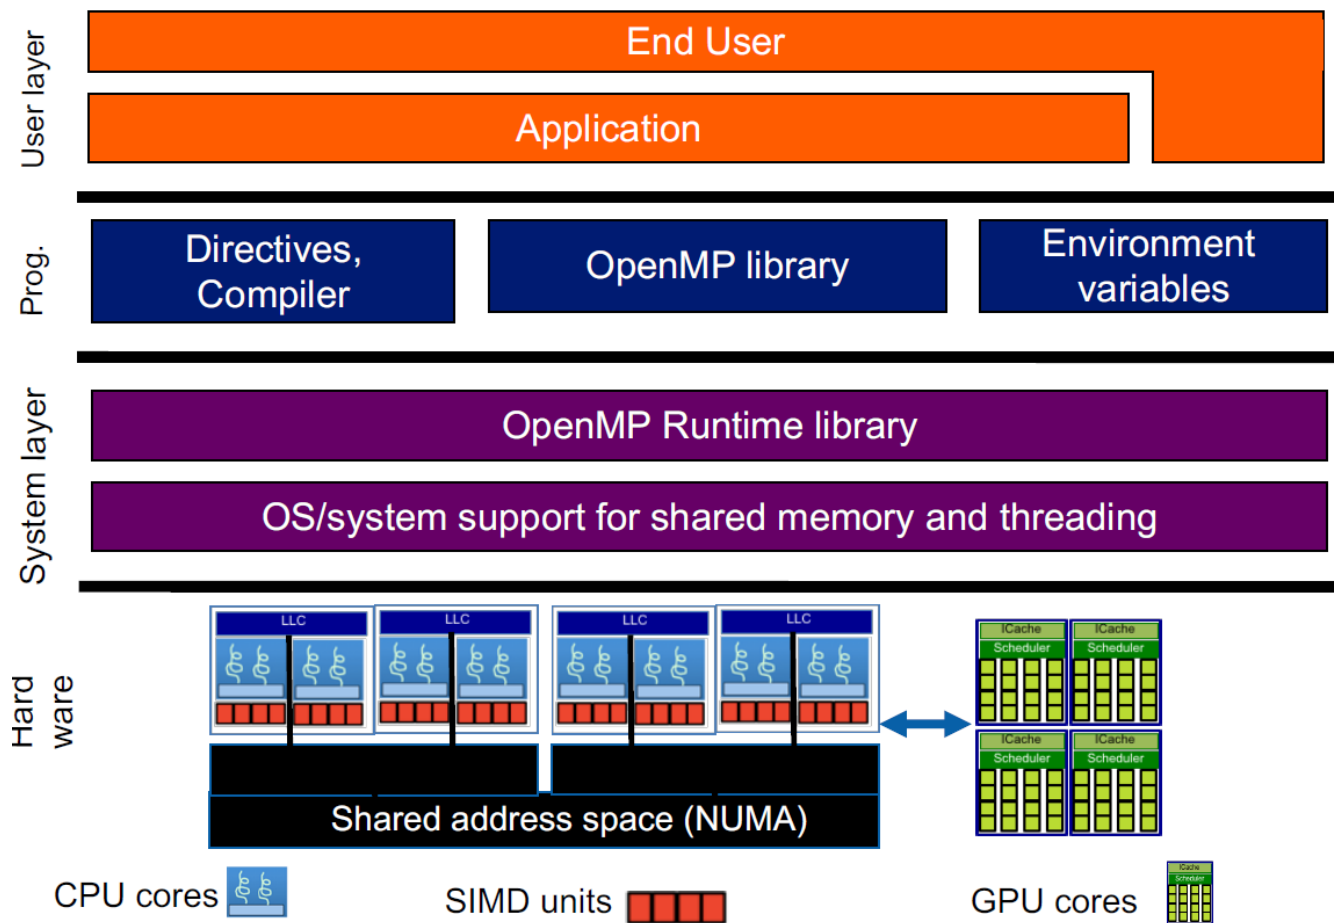 User layer
End User
Application
Prog.
Directives,
Compiler
OpenMP library
Environment
variables
System layer
OpenMP Runtime library
OS/system support for shared memory and threading
Hard
ware
LLC
LLC
LLC
LLC
ICache
ICache
Scheduler
Scheduler
ICache
ICache
Scheduler
Scheduler
Shared address space (NUMA)
CPU cores
SIMD units
GPU cores
ICache
Scheduler